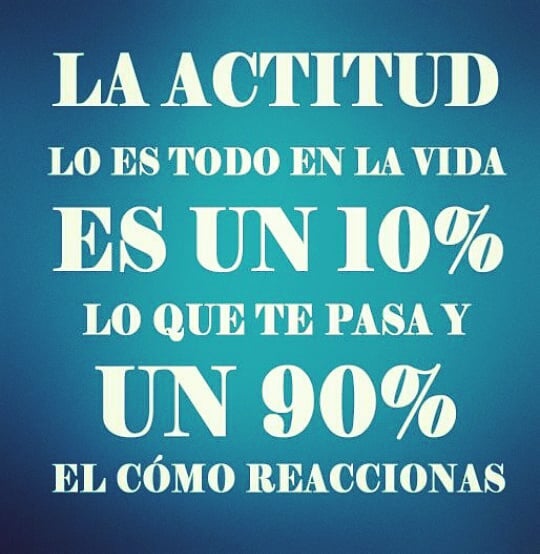 LA ACTITUD
LO ES TODO EN LA VIDA
ES UN 10%
LO QUE TE PASA Y
UN 90%
EL CÓMO REACCIONAS